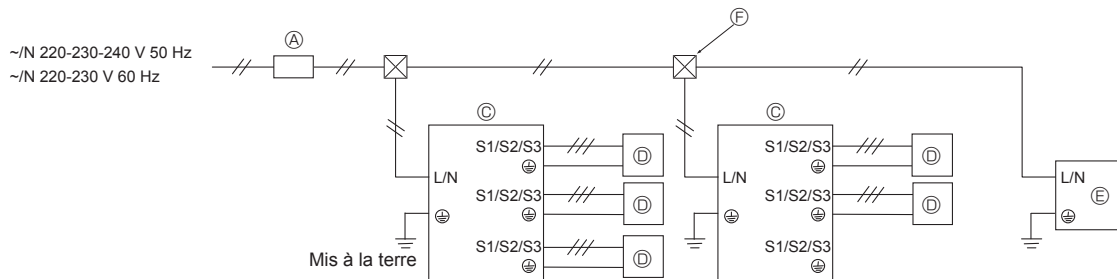 ~/N 220-230-240 V 50 Hz
~/N 220-230 V 60 Hz
Ⓐ
Ⓕ
Ⓒ
Ⓒ
S1/S2/S3
Ⓓ
S1/S2/S3
Ⓓ
L/N
S1/S2/S3
Ⓓ
L/N
S1/S2/S3
Ⓓ
L/N
Ⓔ
Mis à la terre
S1/S2/S3
Ⓓ
S1/S2/S3